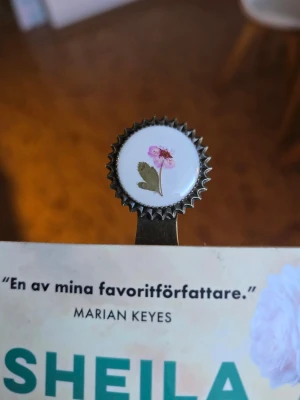 “En av mina favoritförfattare.”
MARIAN KEYES
SHEILA